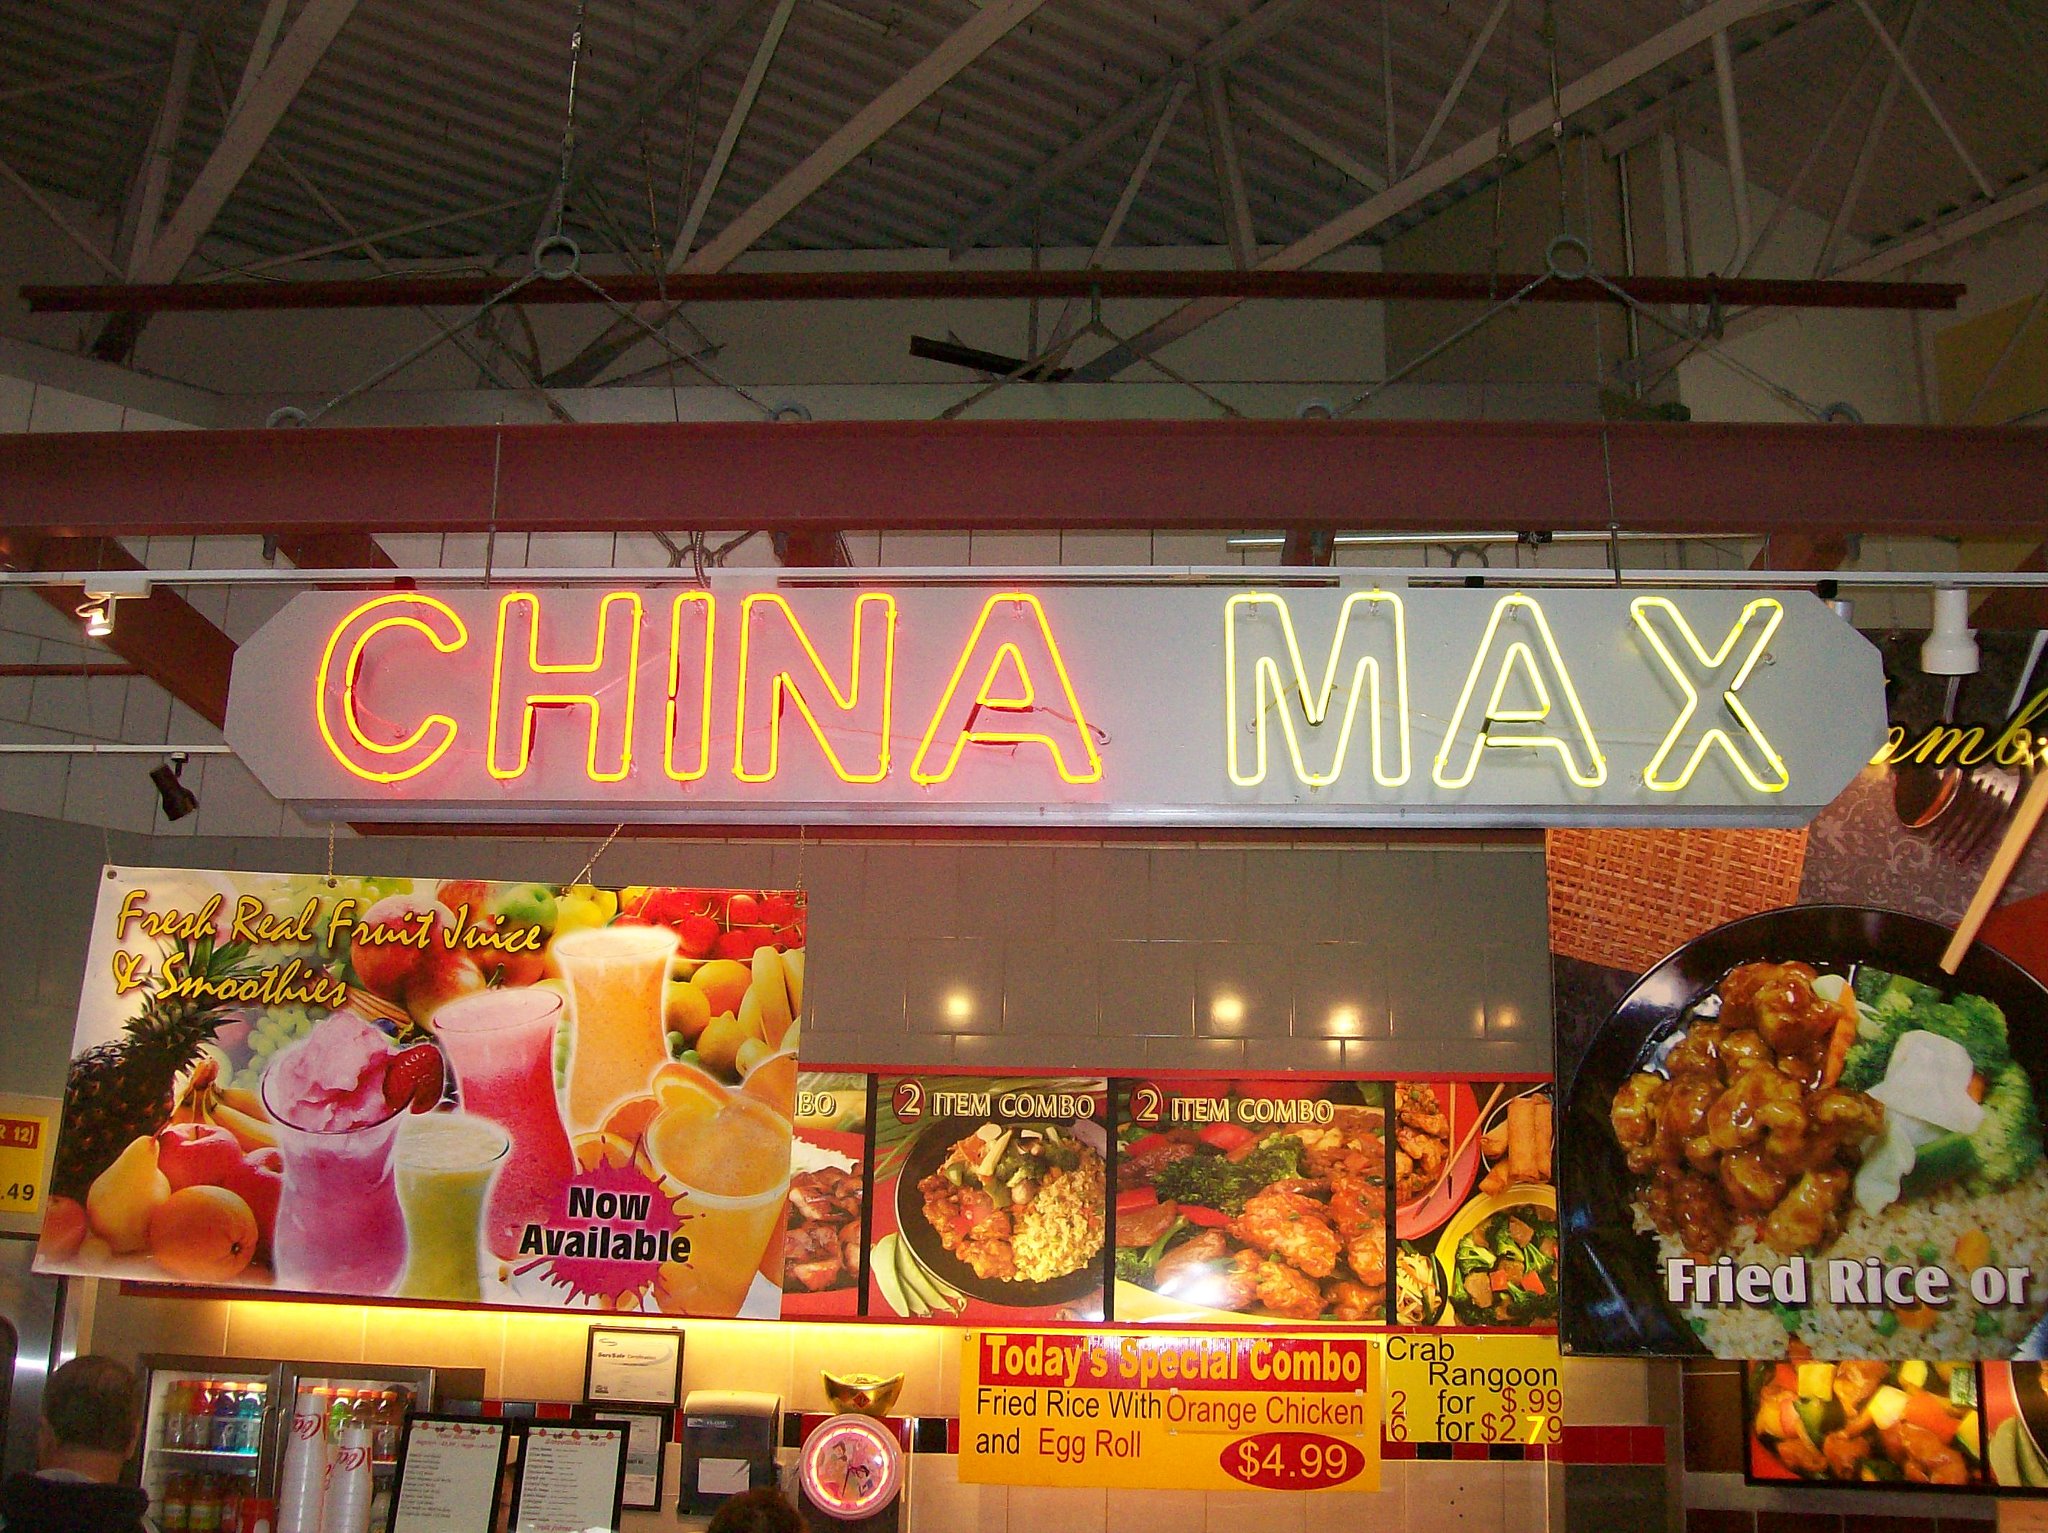 CHINA MAX
Fresh Real Fruit Juice
& Smoothies
Now
Available
2 ITEM COMBO
2 ITEM COMBO
Fried Rice or
Today's Special Combo
Fried Rice With Orange Chicken
and Egg Roll
$4.99
Crab
Rangoon
2 for $.99
6 for $2.79
R 12)
.49